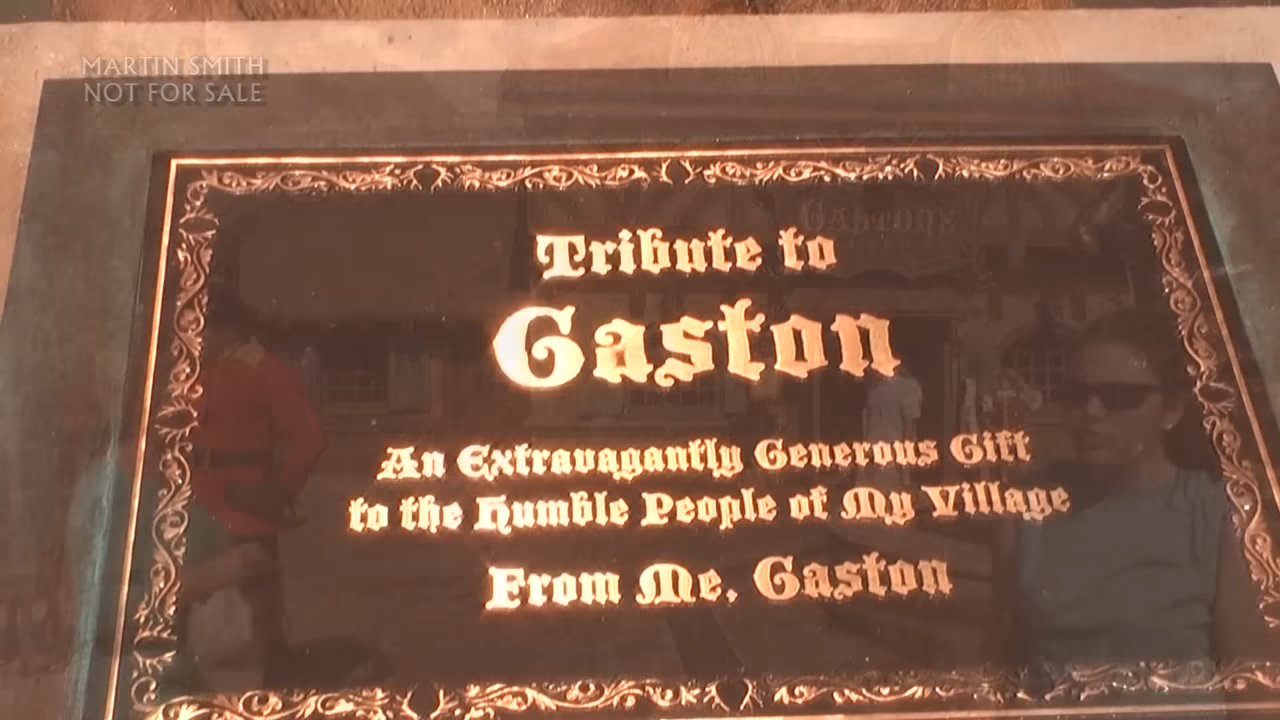 MARTIN SMITH
NOT FOR SALE
GASTON'S
Tribute to
Gaston
An Extravagantly Generous Gift
to the Humble People of My Village
From Me, Gaston